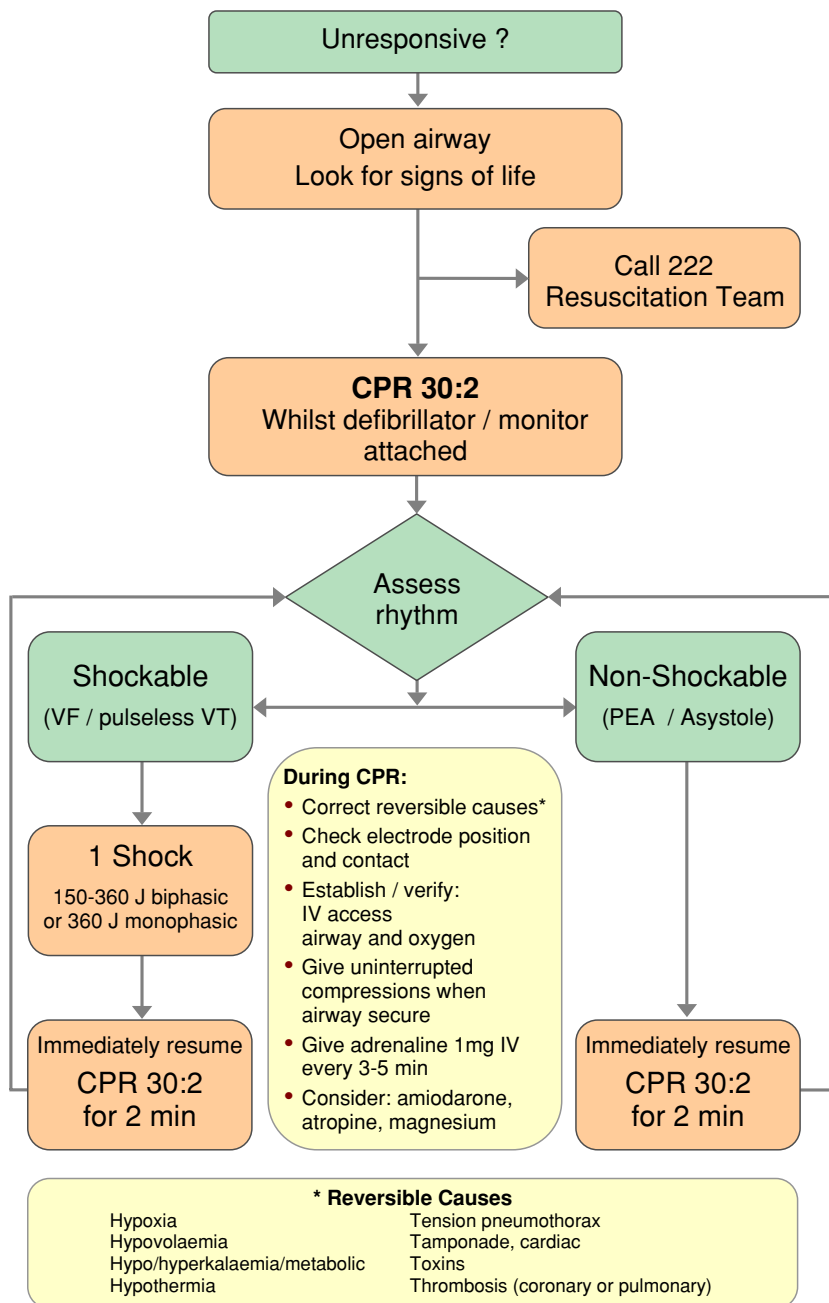 Unresponsive ?
Open airway
Look for signs of life
Call 222
Resuscitation Team
CPR 30:2
Whilst defibrillator / monitor
attached
Assess
rhythm
Shockable
(VF / pulseless VT)
Non-Shockable
(PEA / Asystole)
1 Shock
150-360 J biphasic
or 360 J monophasic
Immediately resume
CPR 30:2
for 2 min
During CPR:
• Correct reversible causes*
• Check electrode position
and contact
• Establish / verify:
IV access
airway and oxygen
• Give uninterrupted
compressions when
airway secure
• Give adrenaline 1mg IV
every 3-5 min
• Consider: amiodarone,
atropine, magnesium
Immediately resume
CPR 30:2
for 2 min
* Reversible Causes
Hypoxia Tension pneumothorax
Hypovolaemia Tamponade, cardiac
Hypo/hyperkalaemia/metabolic Toxins
Hypothermia Thrombosis (coronary or pulmonary)